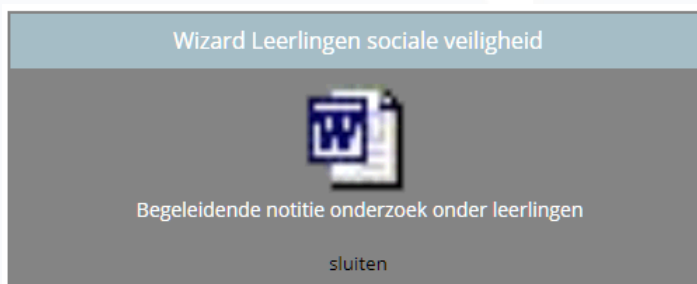 Wizard Leerlingen sociale veiligheid
W
Begeleidende notitie onderzoek onder leerlingen
sluiten